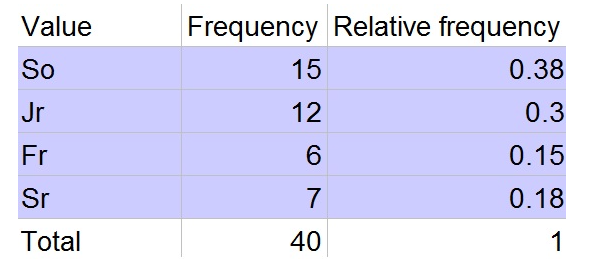 Value Frequency Relative frequency
So 15 0.38
Jr 12 0.3
Fr 6 0.15
Sr 7 0.18
Total 40 1